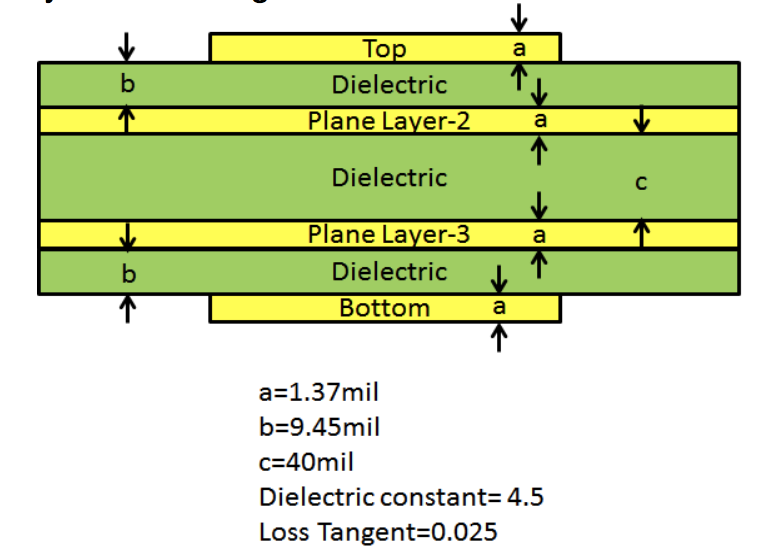 Top a
b Dielectric
Plane Layer-2 a
Dielectric c
Plane Layer-3 a
b Dielectric
Bottom a
a=1.37mil
b=9.45mil
c=40mil
Dielectric constant= 4.5
Loss Tangent=0.025